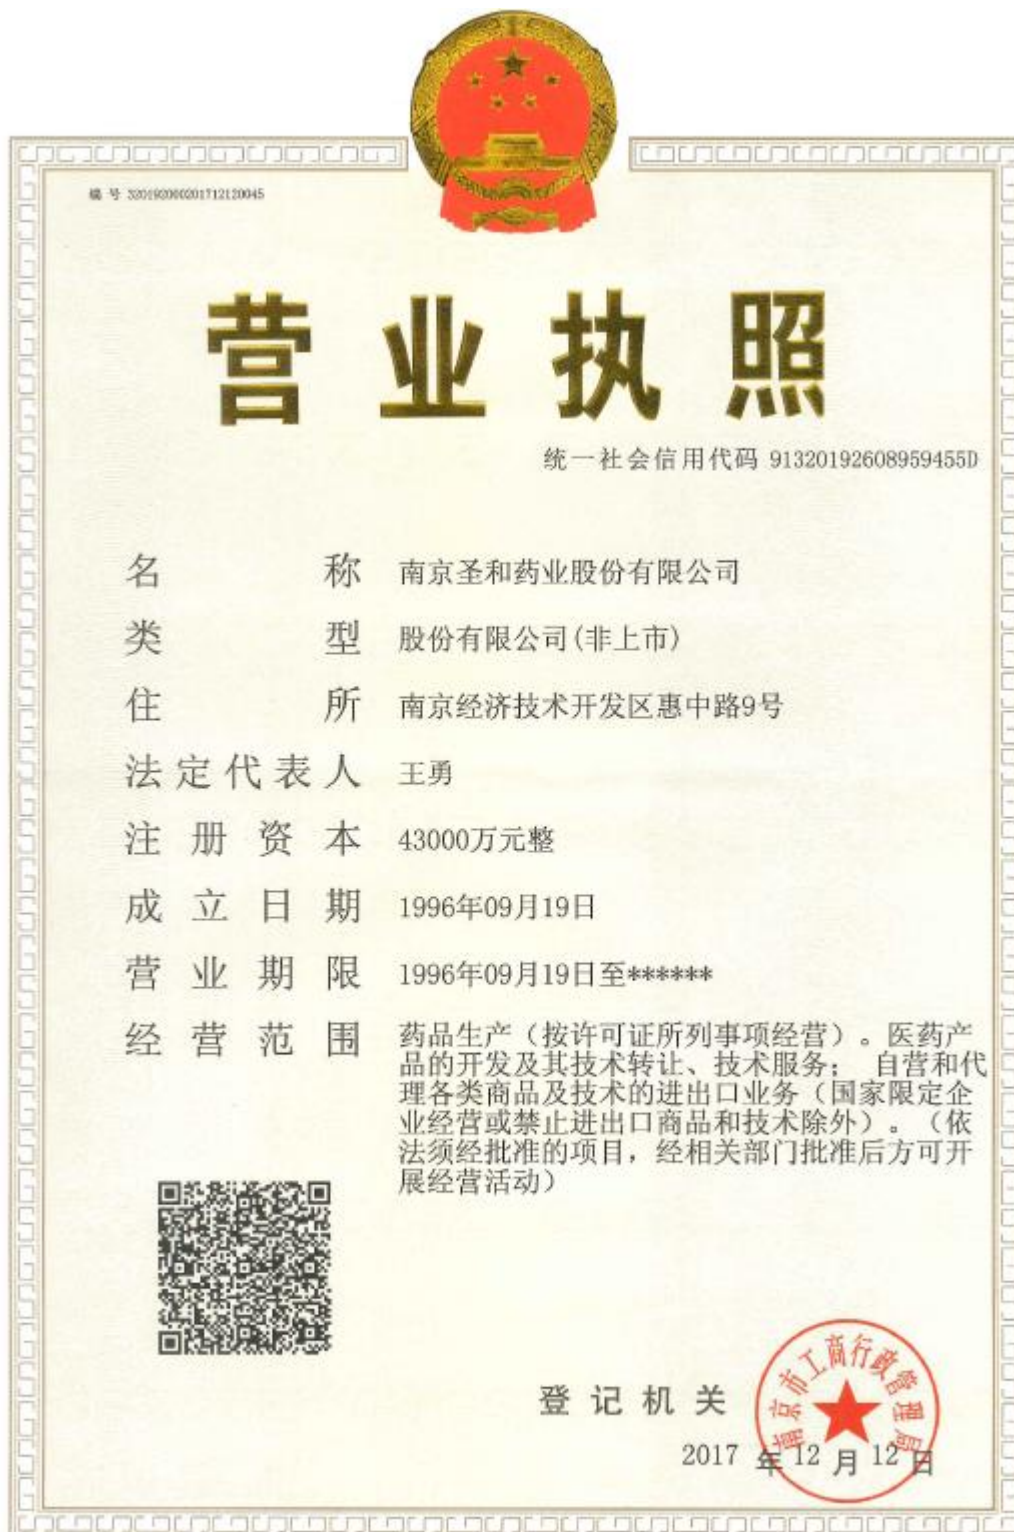 编 号 320192000201712120045
营业执照
统一社会信用代码 91320192608959455D
名称 南京圣和药业股份有限公司
类型 股份有限公司(非上市)
住所 南京经济技术开发区惠中路9号
法定代表人 王勇
注册资本 43000万元整
成立日期 1996年09月19日
营业期限 1996年09月19日至******
经营范围 药品生产（按许可证所列事项经营）。医药产
品的开发及其技术转让、技术服务； 自营和代
理各类商品及技术的进出口业务（国家限定企
业经营或禁止进出口商品和技术除外）。（依
法须经批准的项目，经相关部门批准后方可开
展经营活动）
登记机关
南京市工商行政管理局
2017 年 12 月 12 日